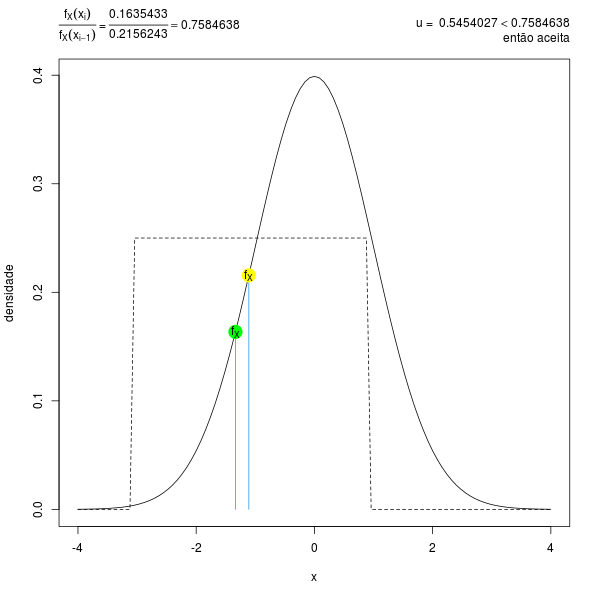 fX(xi) / fX(xi−1) = 0.1635433 / 0.2156243 = 0.7584638
u = 0.5454027 < 0.7584638
então aceita
densidade
0.4
0.3
0.2
0.1
0.0
fX
fX
-4 -2 0 2 4
x